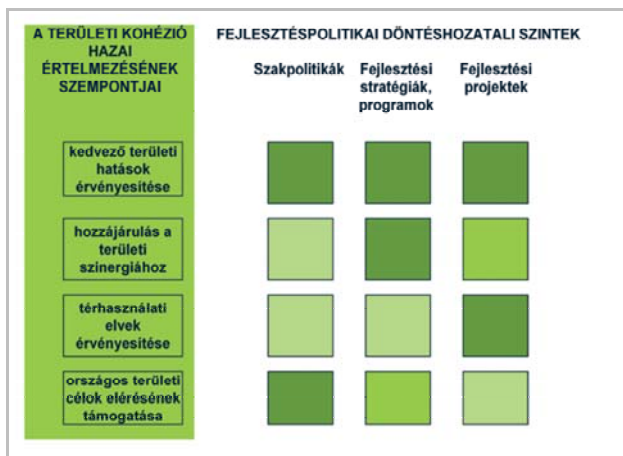 A TERÜLETI KOHÉZIÓ
HAZAI
ÉRTELMEZÉSÉNEK
SZEMPONTJAI
FEJLESZTÉSPOLITIKAI DÖNTÉSHOZATALI SZINTEK
Szakpolitikák
Fejlesztési
stratégiák,
programok
Fejlesztési
projektek
kedvező területi
hatások
érvényesítése
hozzájárulás a
területi
szinergiához
térhasználati
elvek
érvényesítése
országos területi
célok elérésének
támogatása